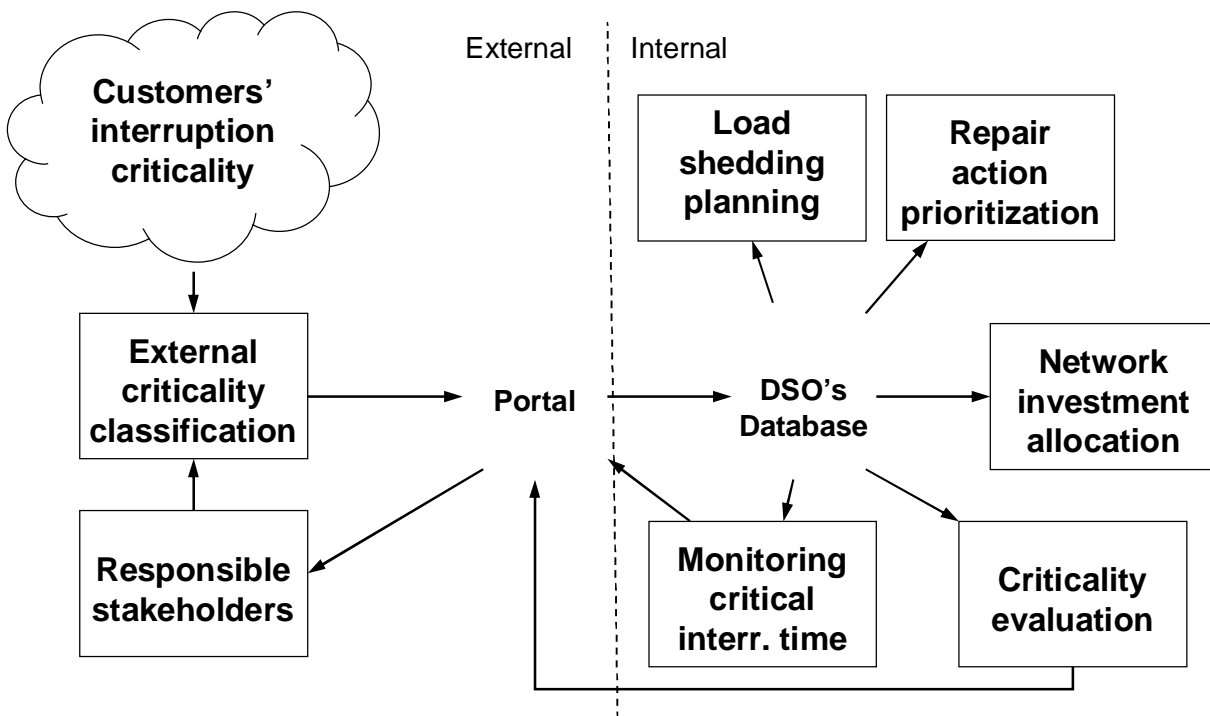 External
Internal
Customers’
interruption
criticality
Load
shedding
planning
Repair
action
prioritization
External
criticality
classification
Portal
DSO’s
Database
Network
investment
allocation
Responsible
stakeholders
Monitoring
critical
interr. time
Criticality
evaluation